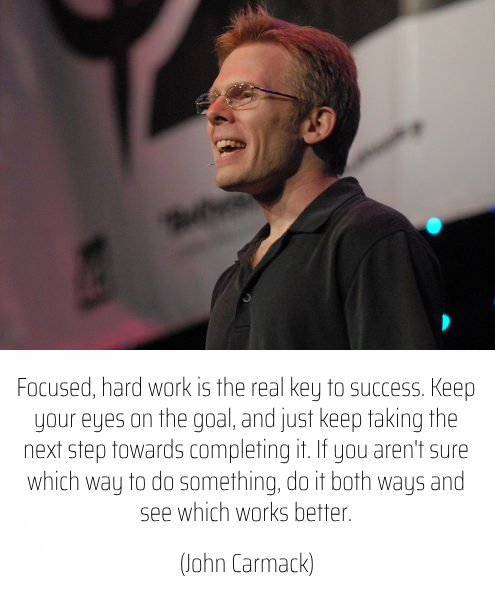 Focused, hard work is the real key to success. Keep
your eyes on the goal, and just keep taking the
next step towards completing it. If you aren't sure
which way to do something, do it both ways and
see which works better.
(John Carmack)